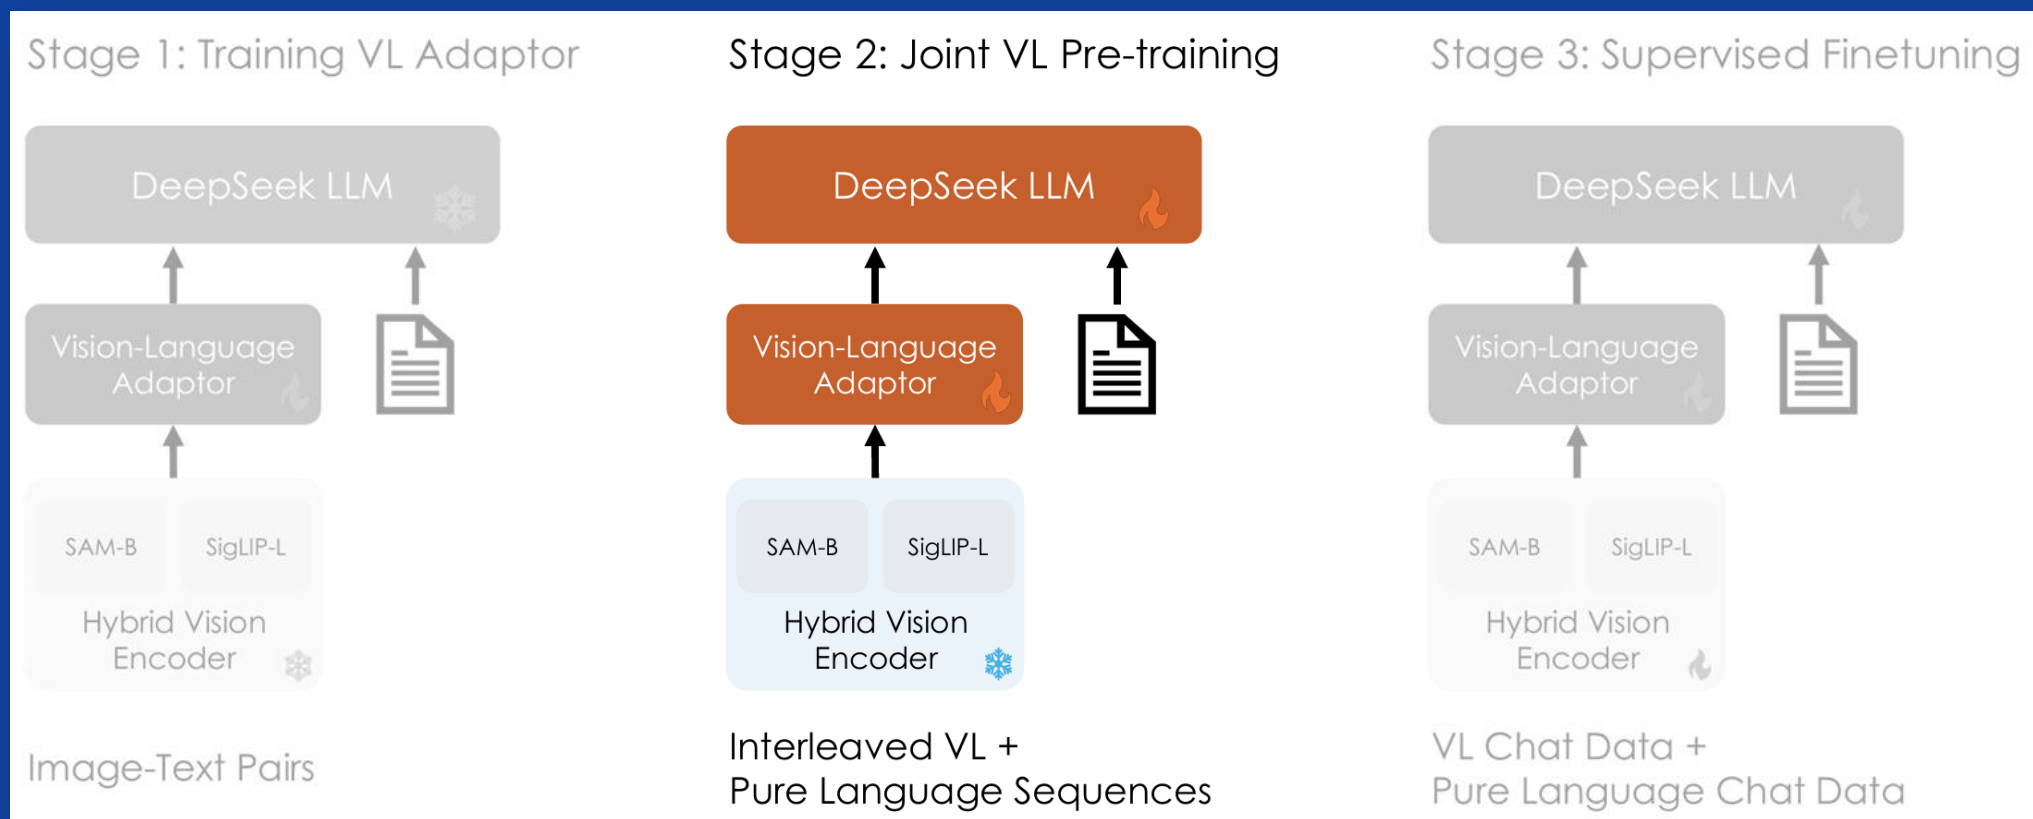 Stage 1: Training VL Adaptor
DeepSeek LLM
Vision-Language
Adaptor
SAM-B
SigLIP-L
Hybrid Vision
Encoder
Image-Text Pairs
Stage 2: Joint VL Pre-training
DeepSeek LLM
Vision-Language
Adaptor
SAM-B
SigLIP-L
Hybrid Vision
Encoder
Interleaved VL +
Pure Language Sequences
Stage 3: Supervised Finetuning
DeepSeek LLM
Vision-Language
Adaptor
SAM-B
SigLIP-L
Hybrid Vision
Encoder
VL Chat Data +
Pure Language Chat Data